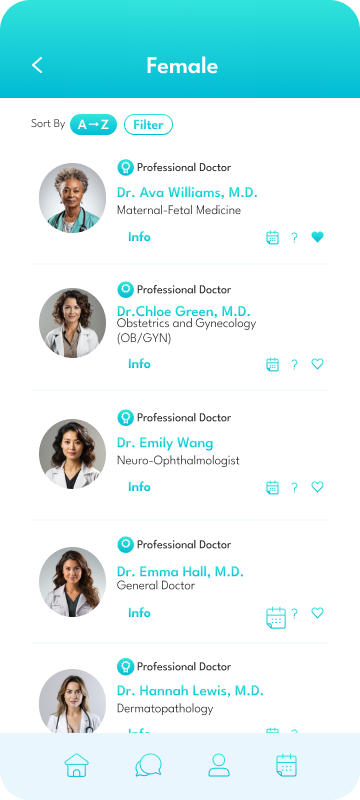 Female
Sort By A→Z Filter
Professional Doctor
Dr. Ava Williams, M.D.
Maternal-Fetal Medicine
Info ?
Professional Doctor
Dr.Chloe Green, M.D.
Obstetrics and Gynecology
(OB/GYN)
Info ?
Professional Doctor
Dr. Emily Wang
Neuro-Ophthalmologist
Info ?
Professional Doctor
Dr. Emma Hall, M.D.
General Doctor
Info ?
Professional Doctor
Dr. Hannah Lewis, M.D.
Dermatopathology
Info ?